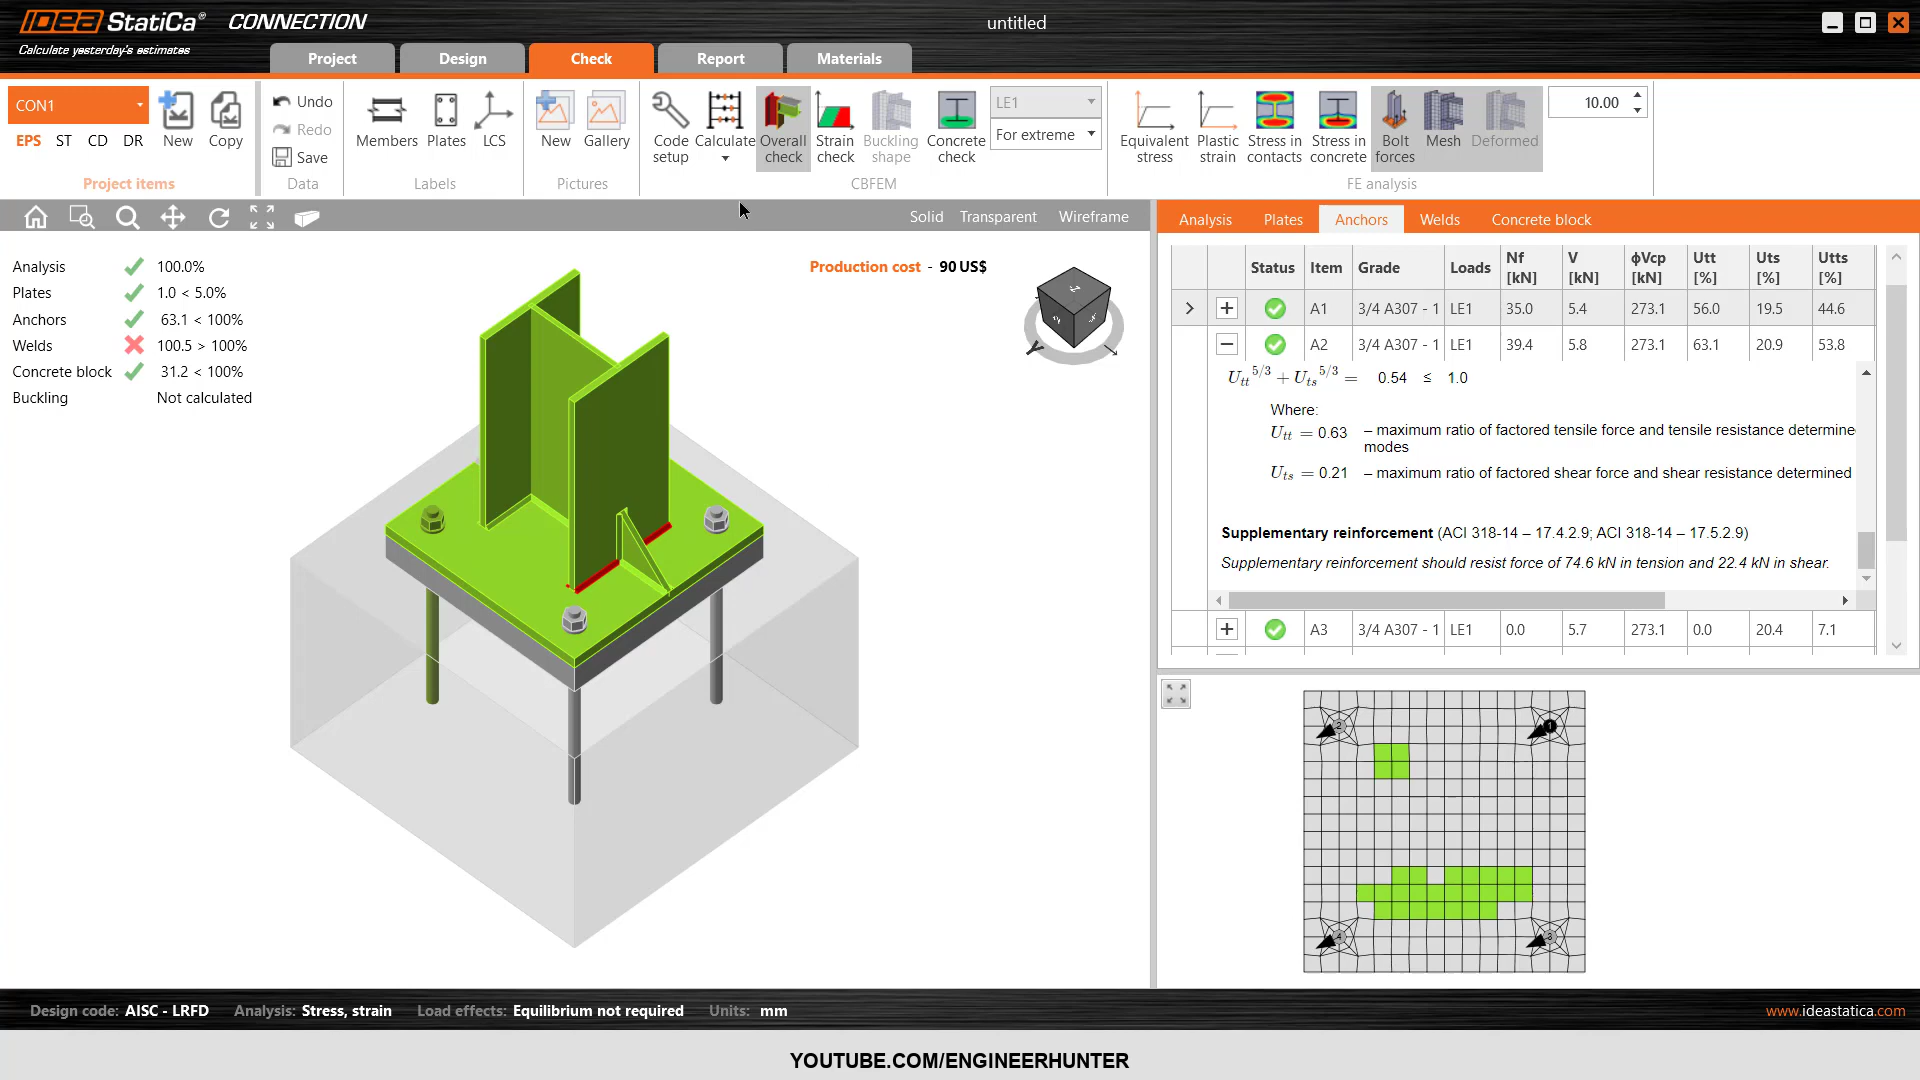 IDEA StatiCa® CONNECTION
untitled
Calculate yesterday's estimates
Project Design Check Report Materials
CON1
EPS ST CD DR
New Copy
Project items
Undo
Redo
Save
Data
Members Plates LCS
Labels
New Gallery
Pictures
Code setup
Calculate
Overall check
Strain check
Buckling shape
Concrete check
LE1
For extreme
CBFEM
Equivalent stress
Plastic strain
Stress in contacts
Stress in concrete
Bolt forces
Mesh
Deformed
10.00
FE analysis
Solid Transparent Wireframe
Analysis 100.0%
Plates 1.0 < 5.0%
Anchors 63.1 < 100%
Welds 100.5 > 100%
Concrete block 31.2 < 100%
Buckling Not calculated
Production cost - 90 US$
Analysis Plates Anchors Welds Concrete block
Status Item Grade Loads Nf [kN] V [kN] ϕVcp [kN] Utt [%] Uts [%] Utts [%]
A1 3/4 A307 - 1 LE1 35.0 5.4 273.1 56.0 19.5 44.6
A2 3/4 A307 - 1 LE1 39.4 5.8 273.1 63.1 20.9 53.8
Utt 5/3 + Uts 5/3 = 0.54 ≤ 1.0
Where:
Utt = 0.63 – maximum ratio of factored tensile force and tensile resistance determine
modes
Uts = 0.21 – maximum ratio of factored shear force and shear resistance determined
Supplementary reinforcement (ACI 318-14 – 17.4.2.9; ACI 318-14 – 17.5.2.9)
Supplementary reinforcement should resist force of 74.6 kN in tension and 22.4 kN in shear.
A3 3/4 A307 - 1 LE1 0.0 5.7 273.1 0.0 20.4 7.1
2 1
4 3
Design code: AISC - LRFD Analysis: Stress, strain Load effects: Equilibrium not required Units: mm
www.ideastatica.com
YOUTUBE.COM/ENGINEERHUNTER